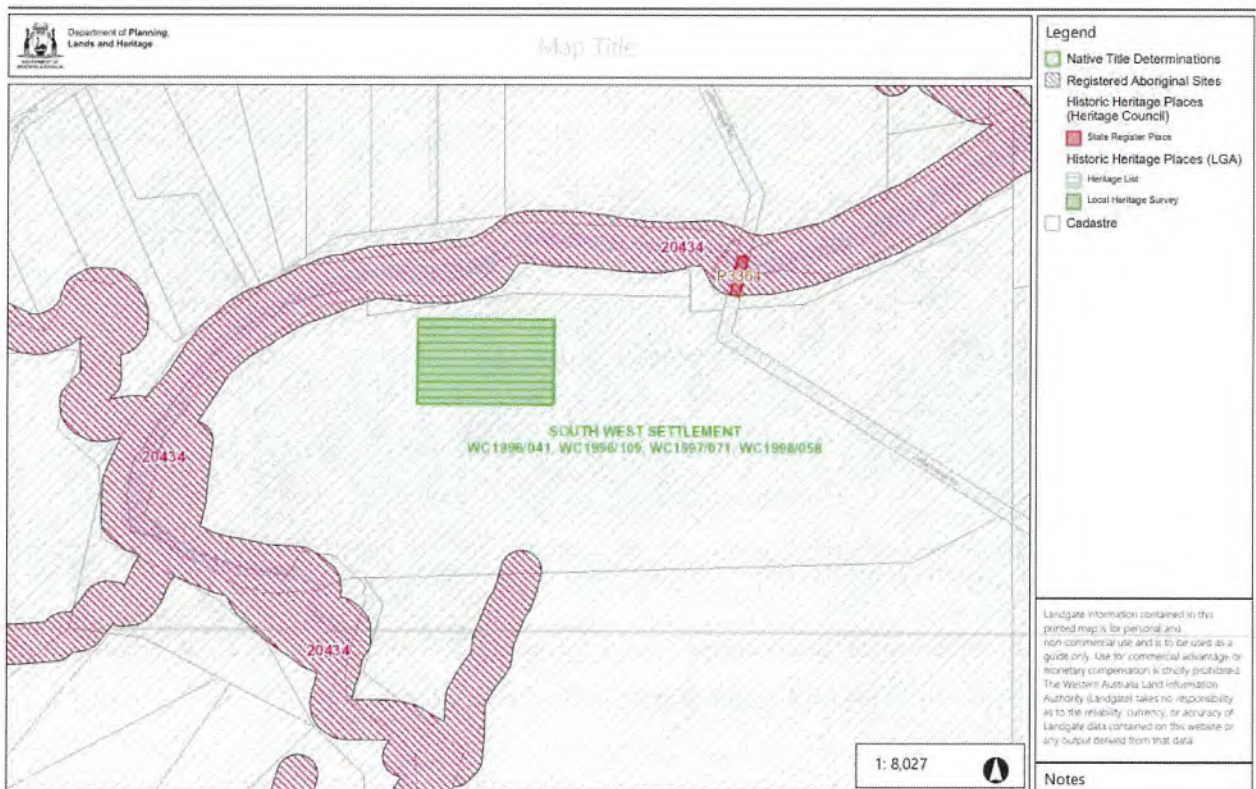 Department of Planning,
Lands and Heritage
GOVERNMENT OF
WESTERN AUSTRALIA
Map Title
20434
P3364
SOUTH WEST SETTLEMENT
WC1996/041, WC1996/109, WC1997/071, WC1998/058
20434
20434
1: 8,027
Legend
Native Title Determinations
Registered Aboriginal Sites
Historic Heritage Places
(Heritage Council)
State Register Place
Historic Heritage Places (LGA)
Heritage List
Local Heritage Survey
Cadastre
Landgate information contained in this
printed map is for personal and
non-commercial use and is to be used as a
guide only. Use for commercial advantage or
monetary compensation is strictly prohibited.
The Western Australia Land Information
Authority (Landgate) takes no responsibility
as to the reliability, currency, or accuracy of
Landgate data contained on this website or
any output derived from that data
Notes